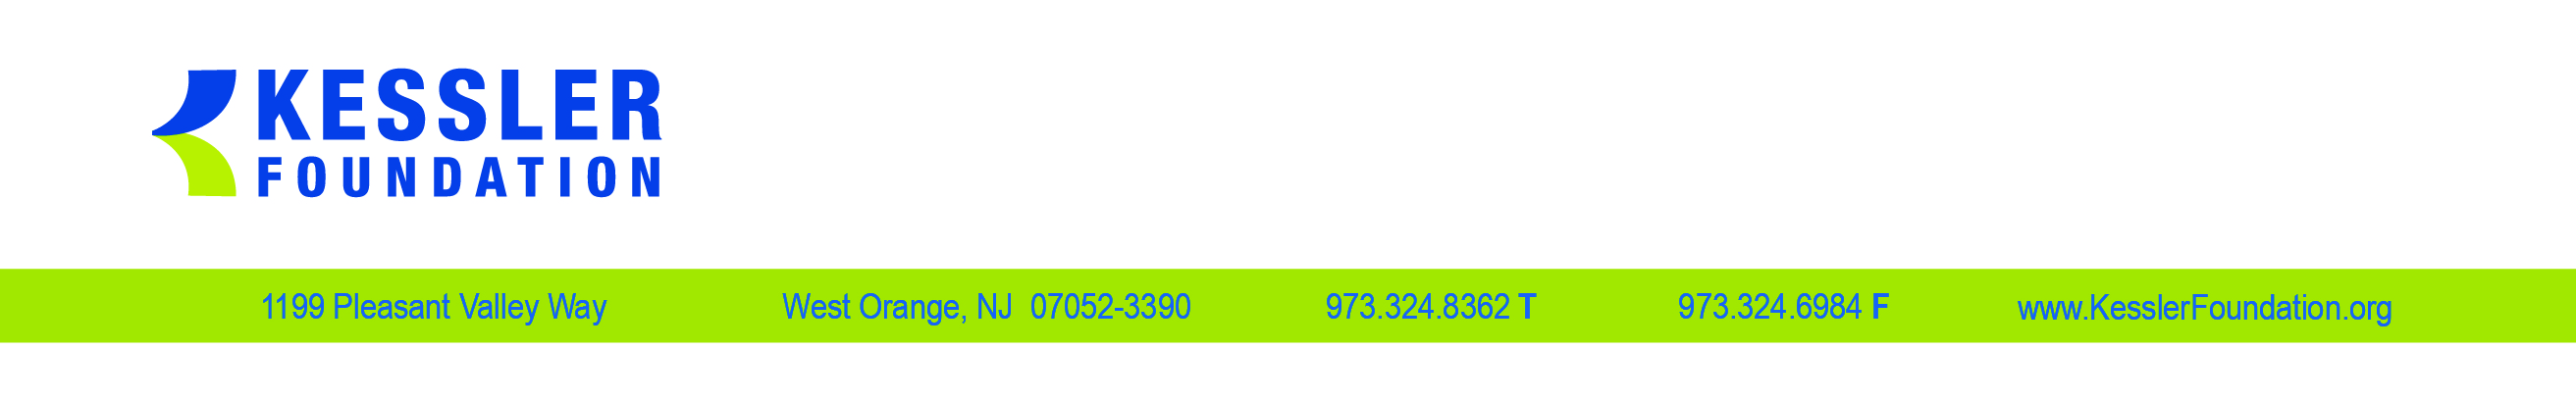 KESSLER
FOUNDATION
1199 Pleasant Valley Way West Orange, NJ 07052-3390 973.324.8362 T 973.324.6984 F www.KesslerFoundation.org